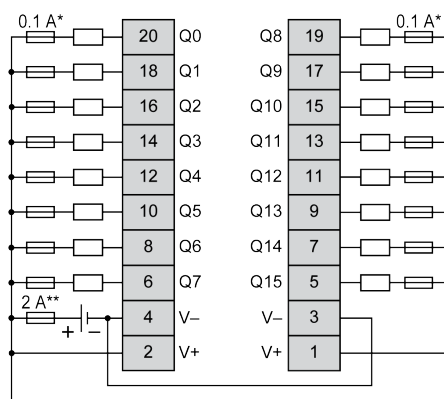 0.1 A* 20 Q0 Q8 19 0.1 A*
18 Q1 Q9 17
16 Q2 Q10 15
14 Q3 Q11 13
12 Q4 Q12 11
10 Q5 Q13 9
8 Q6 Q14 7
6 Q7 Q15 5
2 A** + – 4 V– V– 3
2 V+ V+ 1